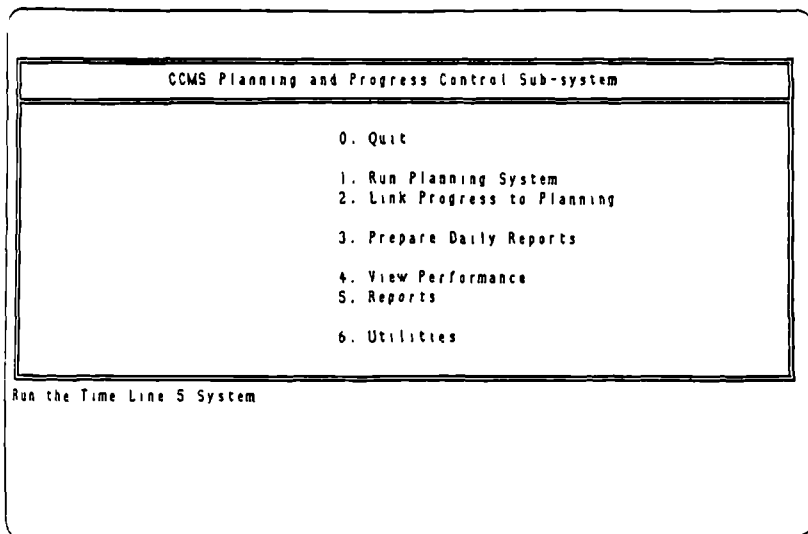 CCMS Planning and Progress Control Sub-system
0. Quit
1. Run Planning System
2. Link Progress to Planning
3. Prepare Daily Reports
4. View Performance
5. Reports
6. Utilities
Run the Time Line 5 System